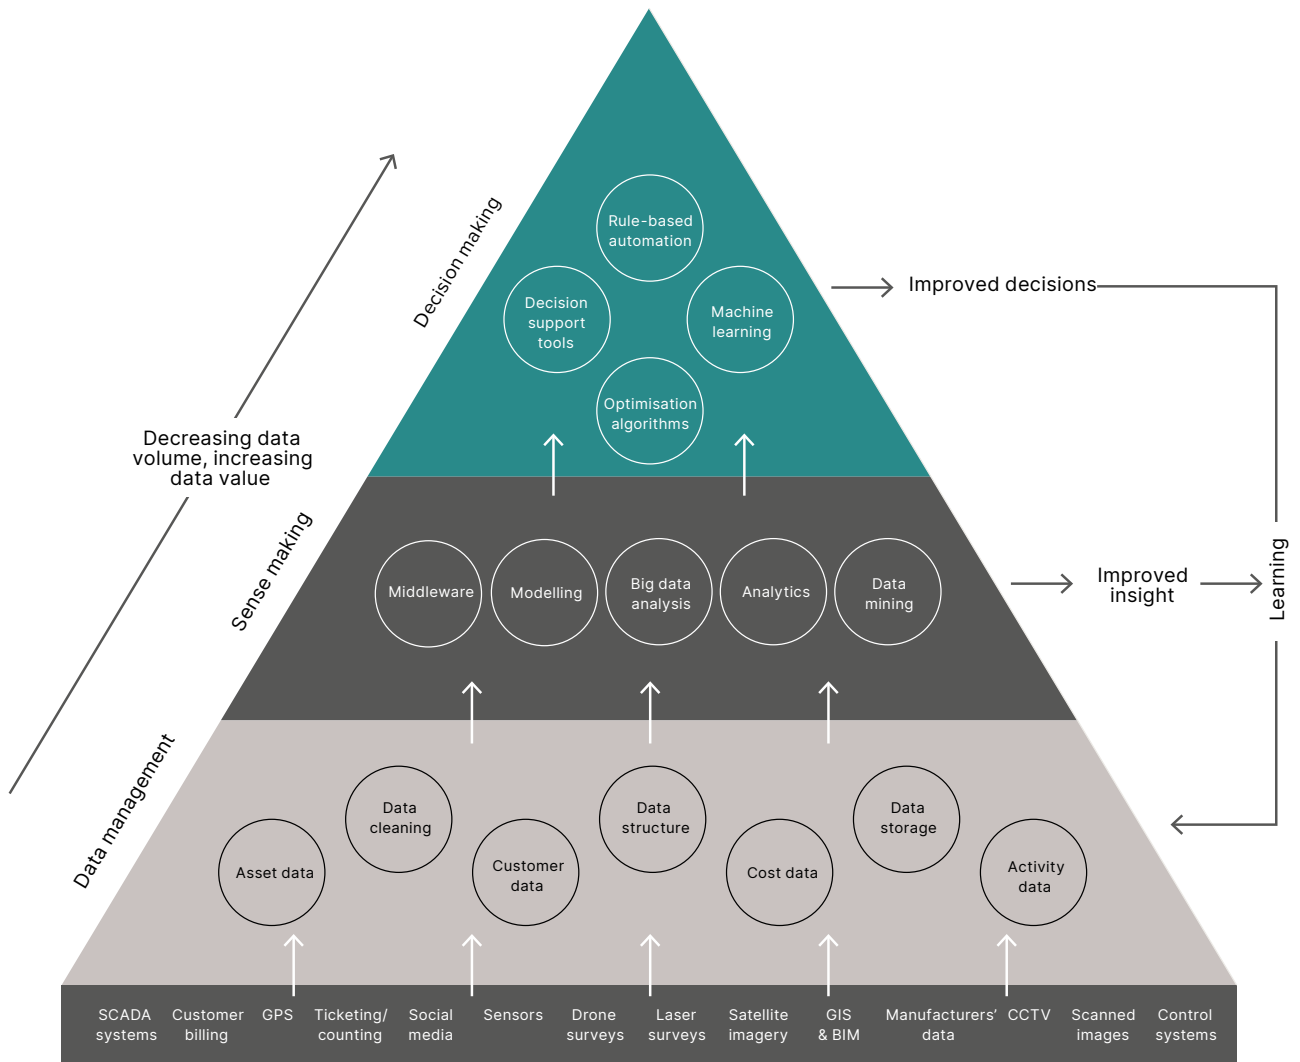 Rule-based
automation
Decision making
Decision
support
tools
Machine
learning
Improved decisions
Optimisation
algorithms
Decreasing data
volume, increasing
data value
Sense making
Middleware
Modelling
Big data
analysis
Analytics
Data
mining
Improved
insight
Learning
Data management
Data
cleaning
Data
structure
Data
storage
Asset data
Customer
data
Cost data
Activity
data
SCADA
systems
Customer
billing
GPS
Ticketing/
counting
Social
media
Sensors
Drone
surveys
Laser
surveys
Satellite
imagery
GIS
& BIM
Manufacturers’
data
CCTV
Scanned
images
Control
systems